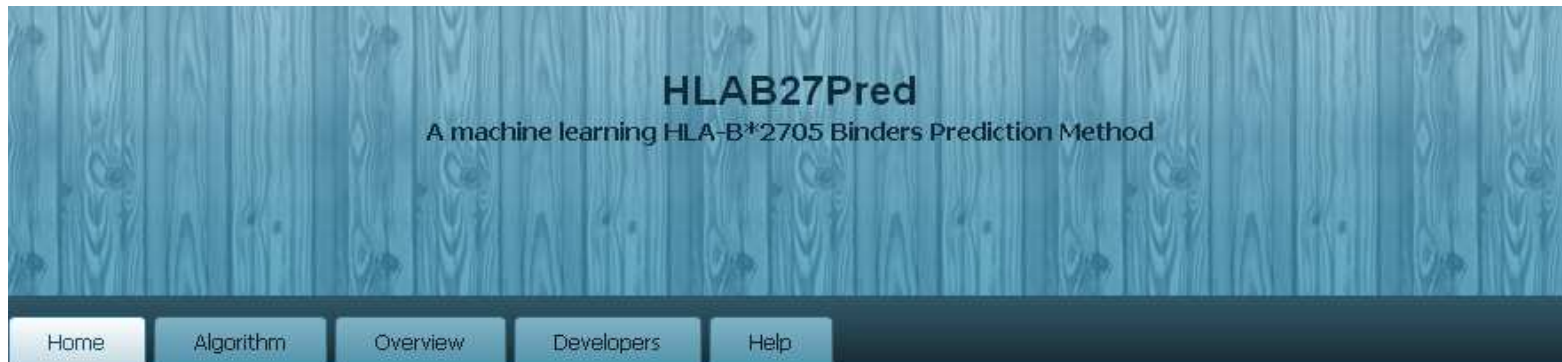 HLAB27Pred
A machine learning HLA-B*2705 Binders Prediction Method
Home Algorithm Overview Developers Help